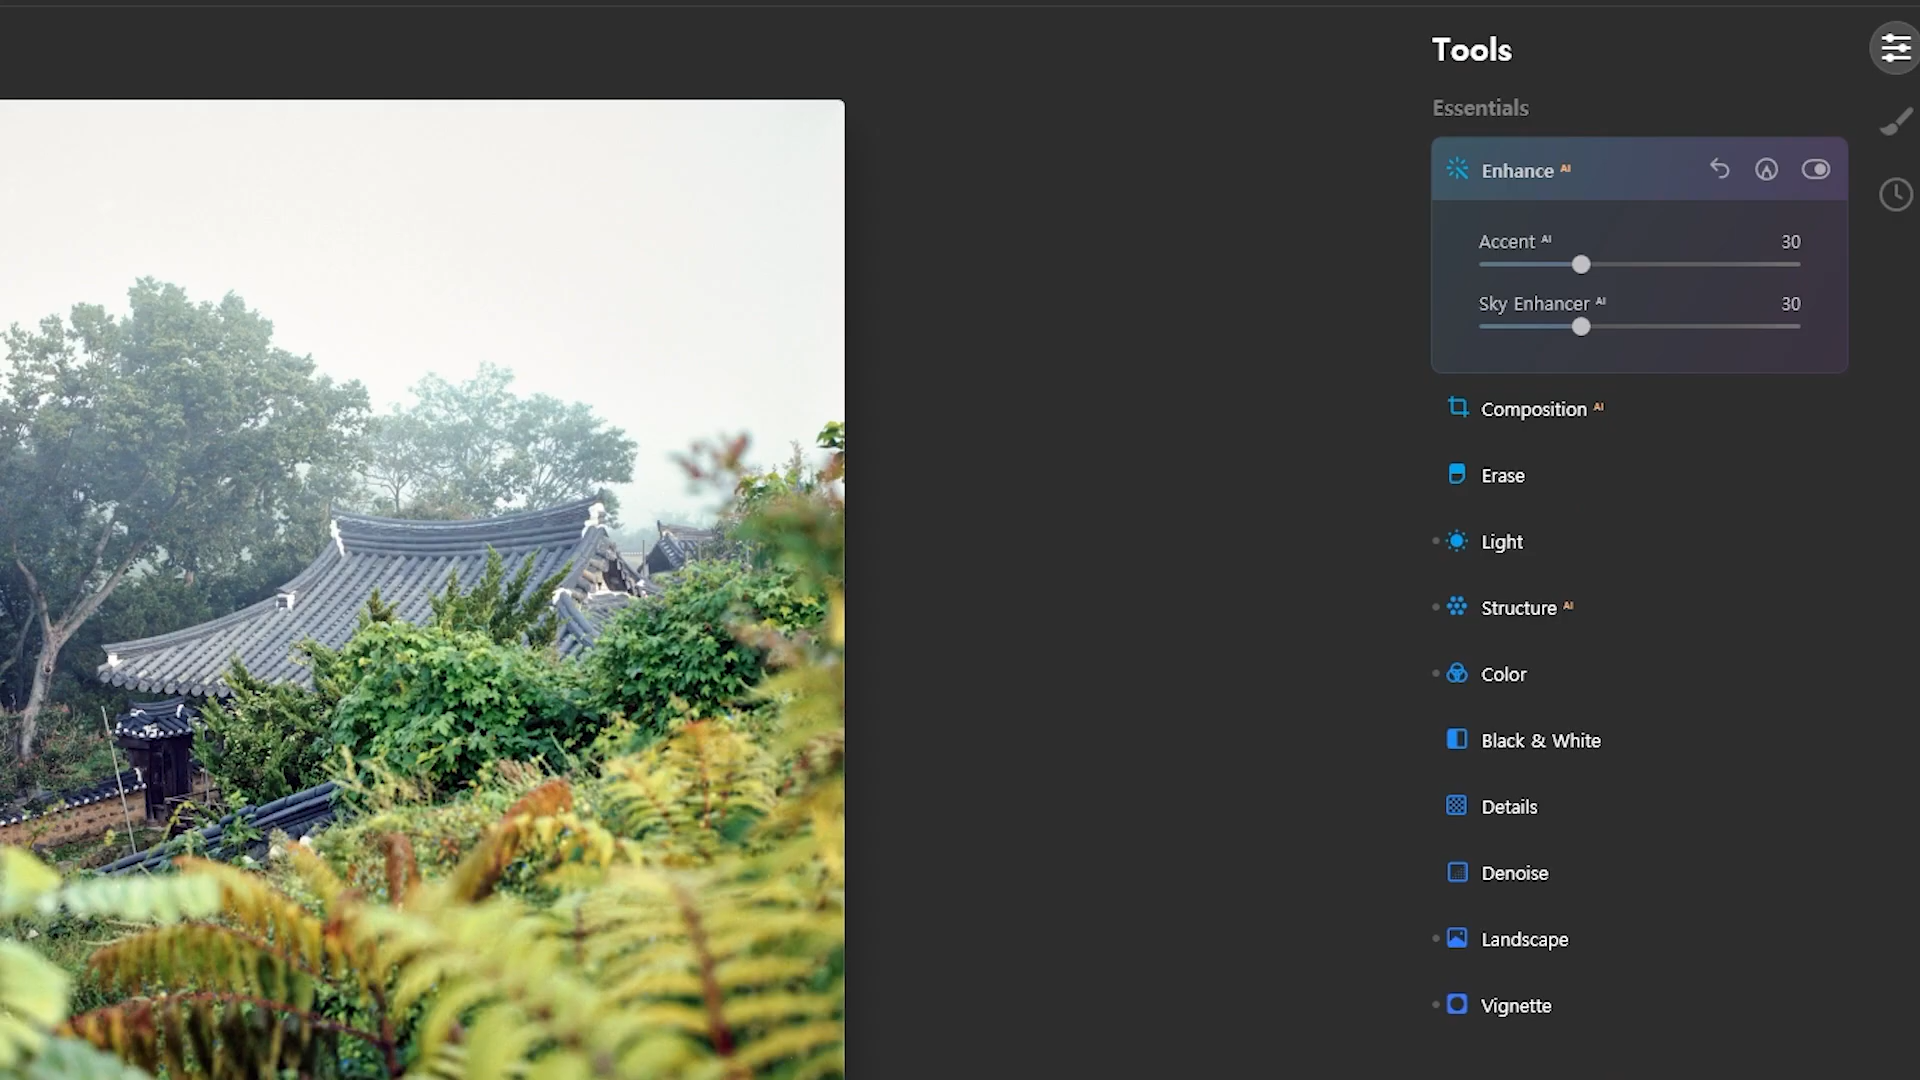 Tools
Essentials
Enhance AI
Accent AI 30
Sky Enhancer AI 30
Composition AI
Erase
Light
Structure AI
Color
Black & White
Details
Denoise
Landscape
Vignette